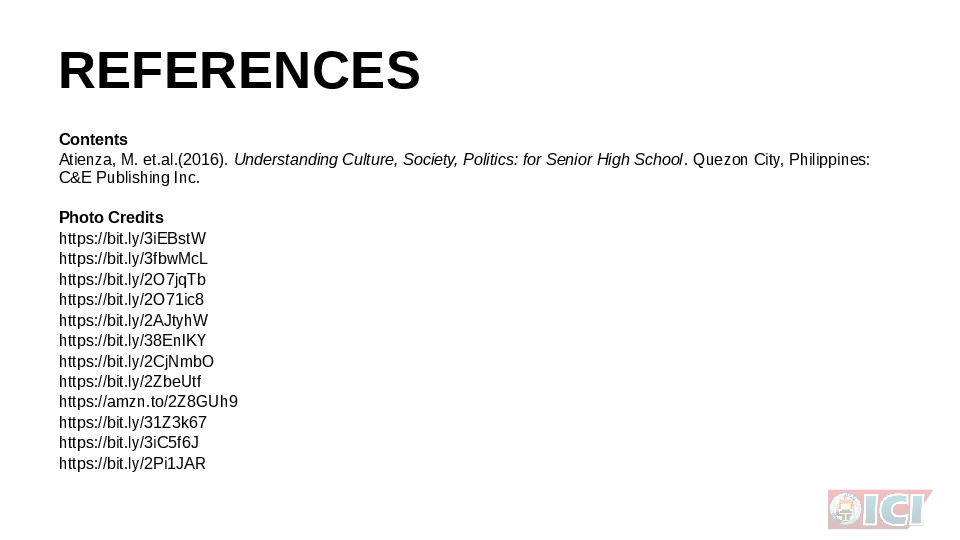 REFERENCES
Contents
Atienza, M. et.al.(2016). Understanding Culture, Society, Politics: for Senior High School. Quezon City, Philippines:
C&E Publishing Inc.
Photo Credits
https://bit.ly/3iEBstW
https://bit.ly/3fbwMcL
https://bit.ly/2O7jqTb
https://bit.ly/2O71ic8
https://bit.ly/2AJtyhW
https://bit.ly/38EnIKY
https://bit.ly/2CjNmbO
https://bit.ly/2ZbeUtf
https://amzn.to/2Z8GUh9
https://bit.ly/31Z3k67
https://bit.ly/3iC5f6J
https://bit.ly/2Pi1JAR
ICI